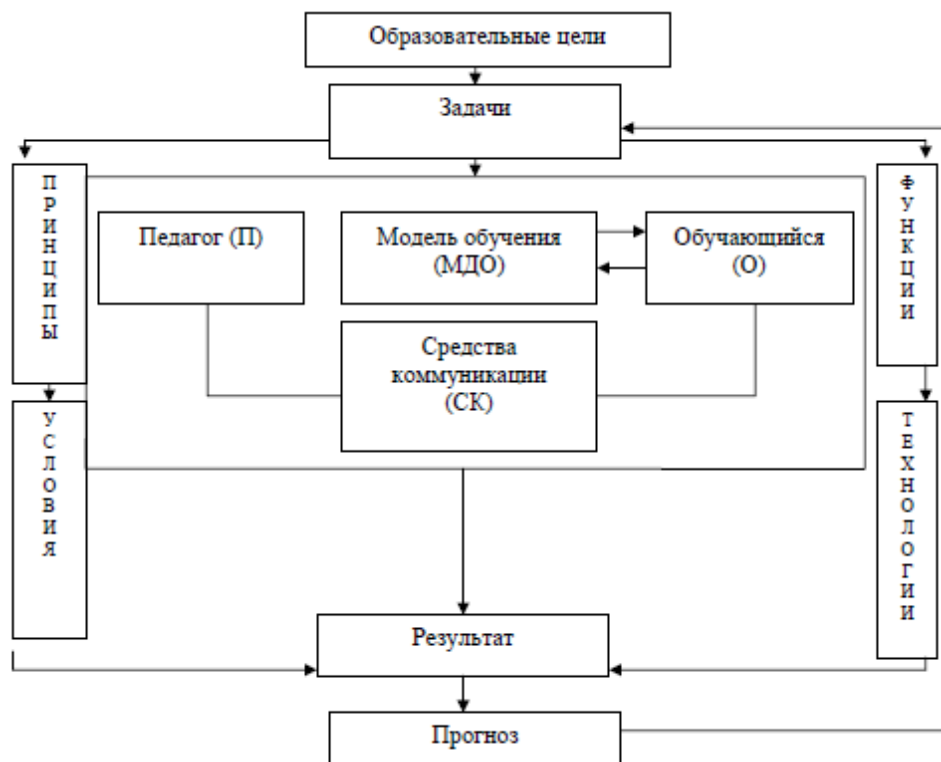 Образовательные цели
Задачи
ПРИНЦИПЫ
ФУНКЦИИ
Педагог (П)
Модель обучения
(МДО)
Обучающийся
(О)
Средства
коммуникации
(СК)
УСЛОВИЯ
ТЕХНОЛОГИИ
Результат
Прогноз